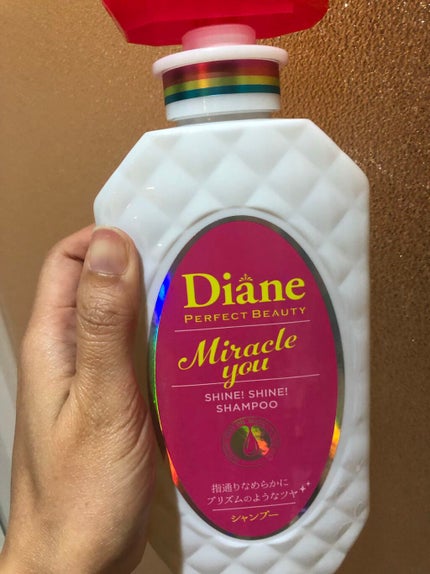 Diane
PERFECT BEAUTY
Miracle
you
SHINE! SHINE!
SHAMPOO
指通りなめらかに
プリズムのようなツヤ
シャンプー